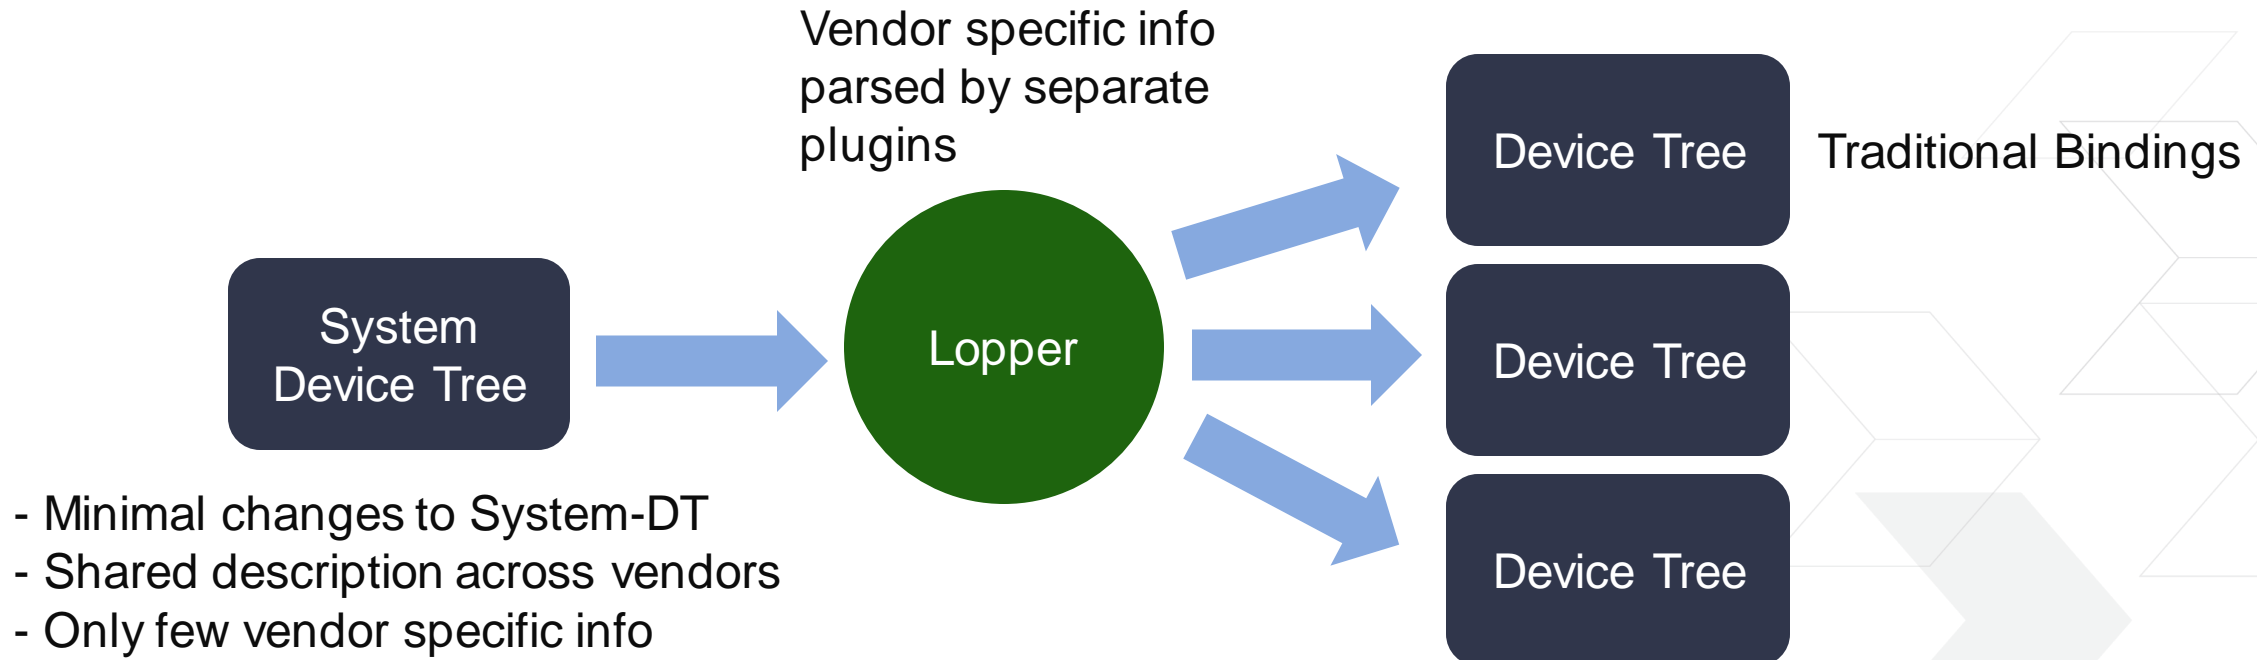 Vendor specific info
parsed by separate
plugins
System
Device Tree
Lopper
Device Tree
Traditional Bindings
Device Tree
Device Tree
- Minimal changes to System-DT
- Shared description across vendors
- Only few vendor specific info